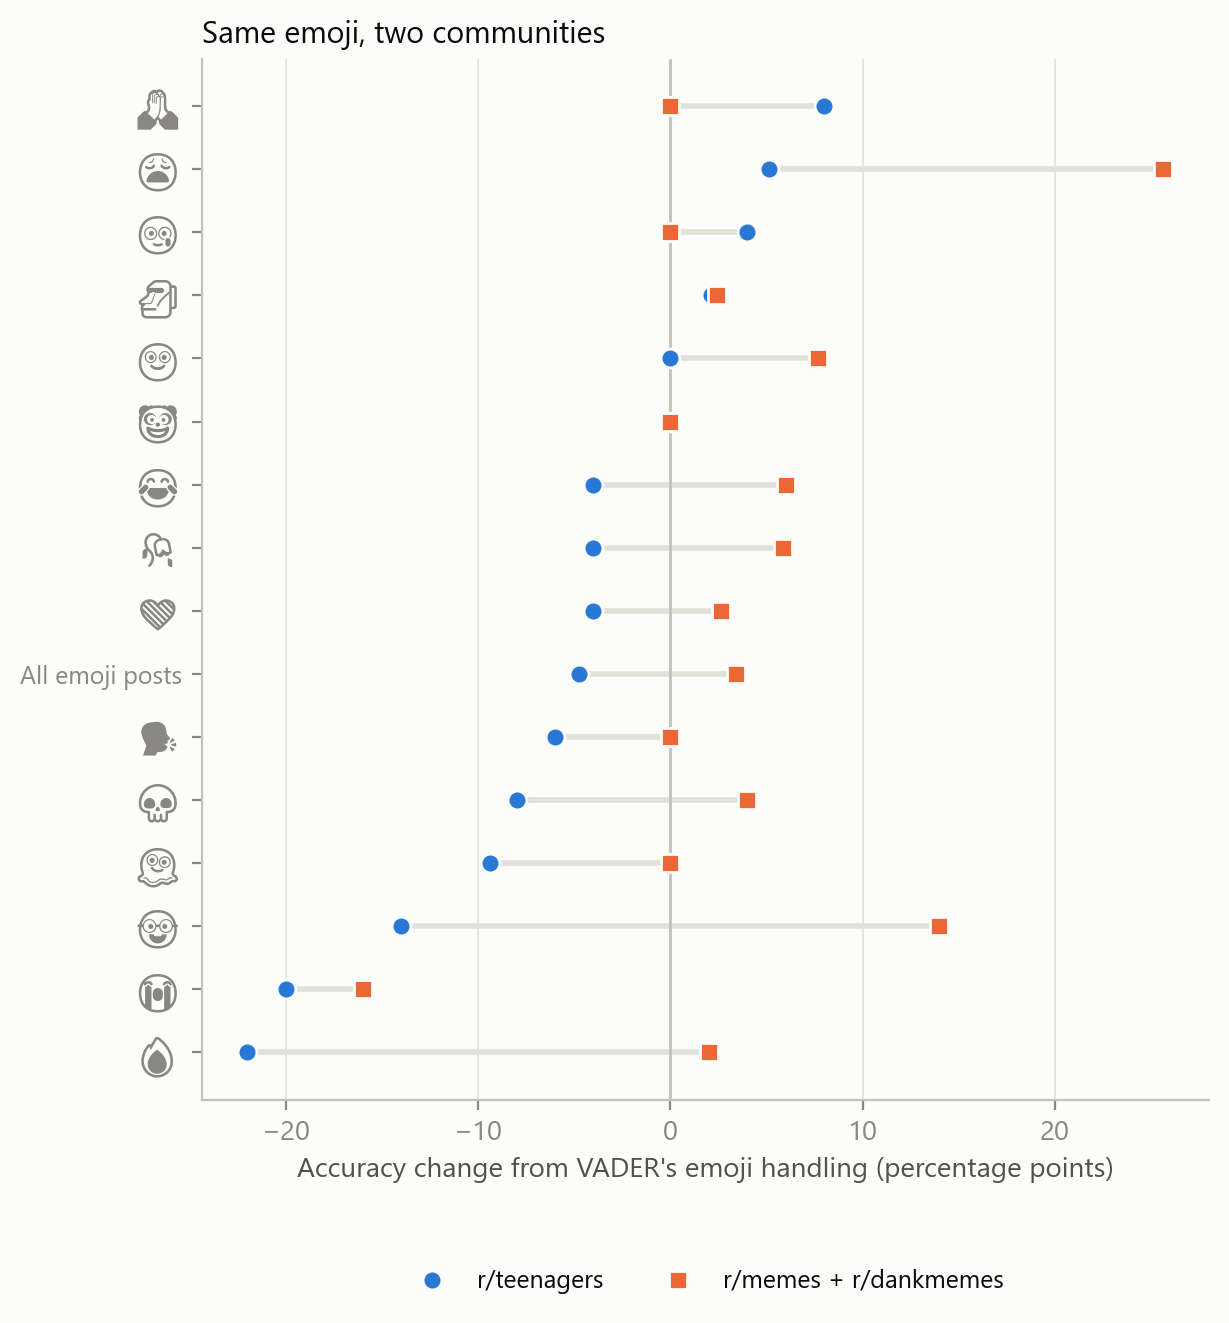 Same emoji, two communities
All emoji posts
−20 −10 0 10 20
Accuracy change from VADER's emoji handling (percentage points)
r/teenagers r/memes + r/dankmemes